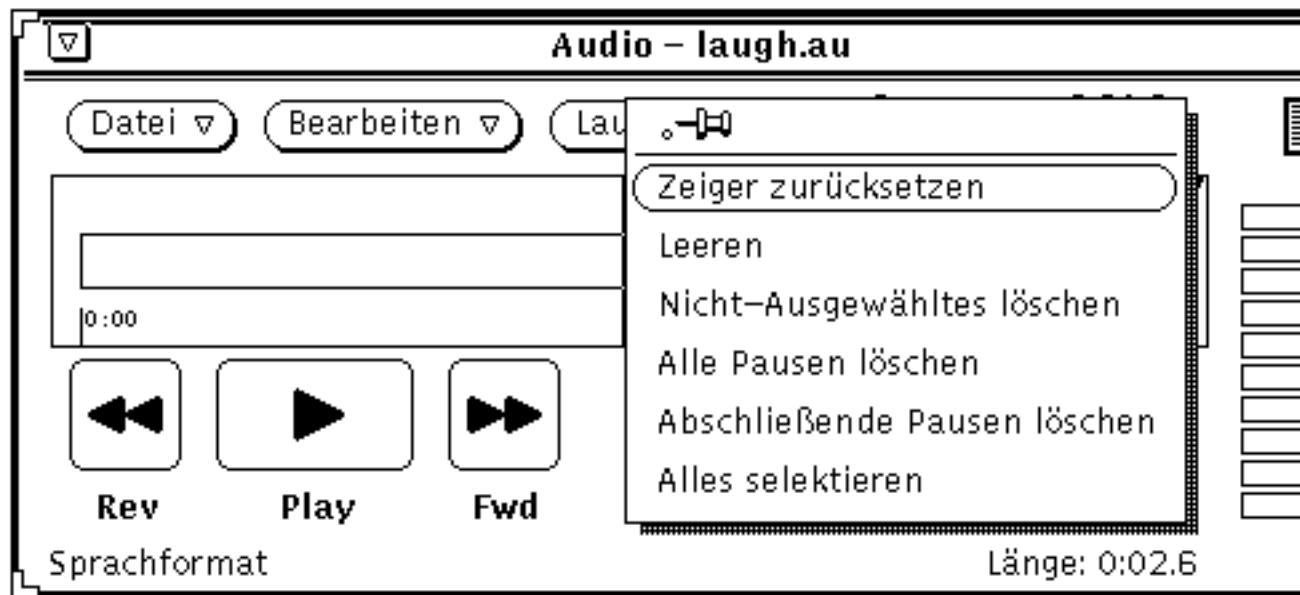 Audio – laugh.au
Datei Bearbeiten
Zeiger zurücksetzen
Leeren
Nicht–Ausgewähltes löschen
Alle Pausen löschen
Abschließende Pausen löschen
Alles selektieren
0:00
Rev Play Fwd
Sprachformat Länge: 0:02.6